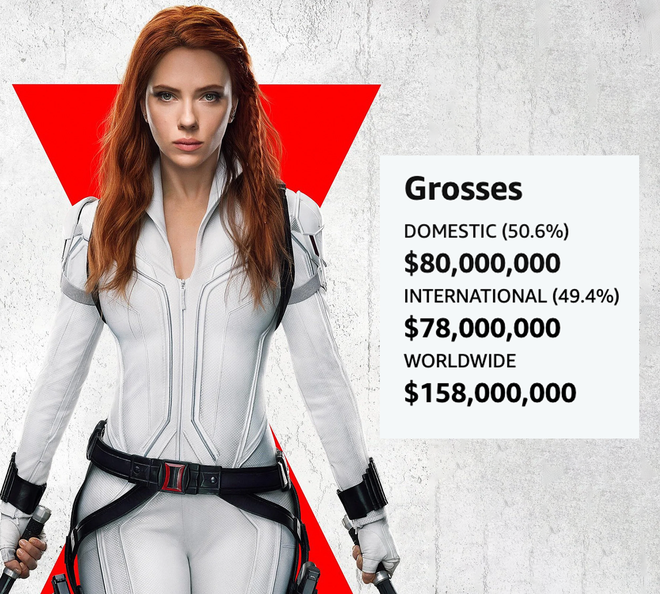 Grosses
DOMESTIC (50.6%)
$80,000,000
INTERNATIONAL (49.4%)
$78,000,000
WORLDWIDE
$158,000,000